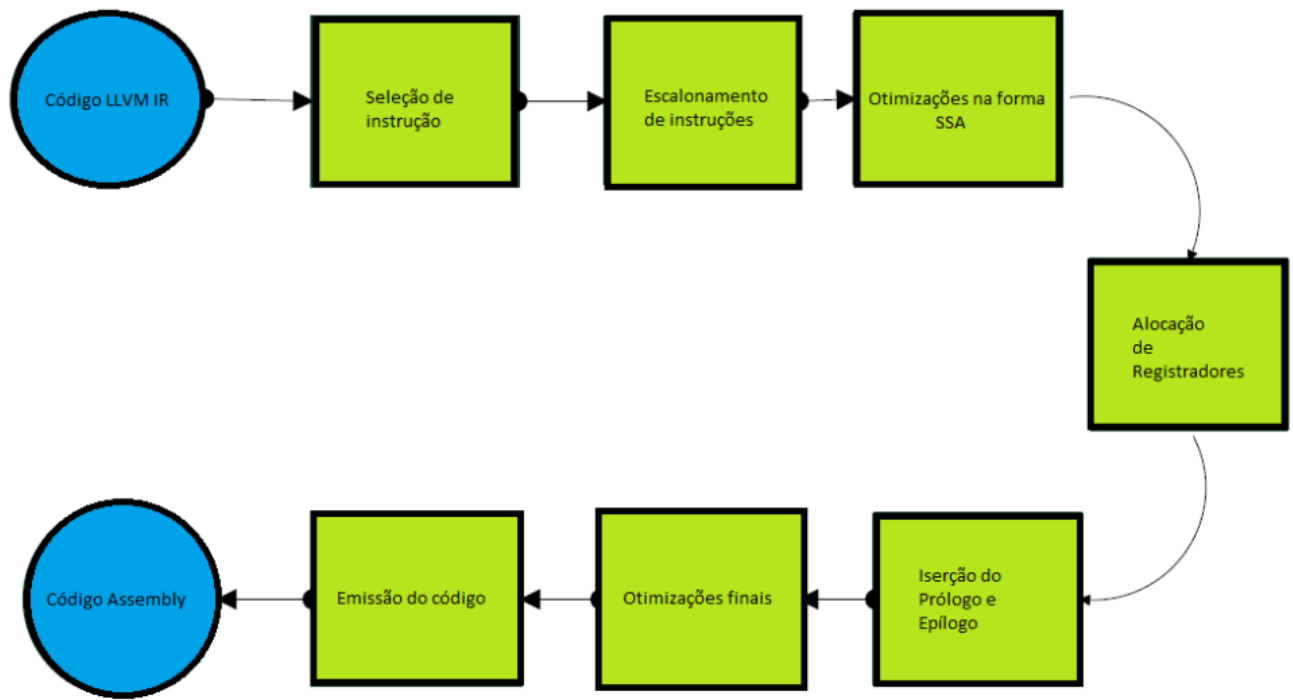 Código LLVM IR
Seleção de
instrução
Escalonamento
de instruções
Otimizações na forma
SSA
Alocação
de
Registradores
Iserção do
Prólogo e
Epílogo
Otimizações finais
Emissão do código
Código Assembly